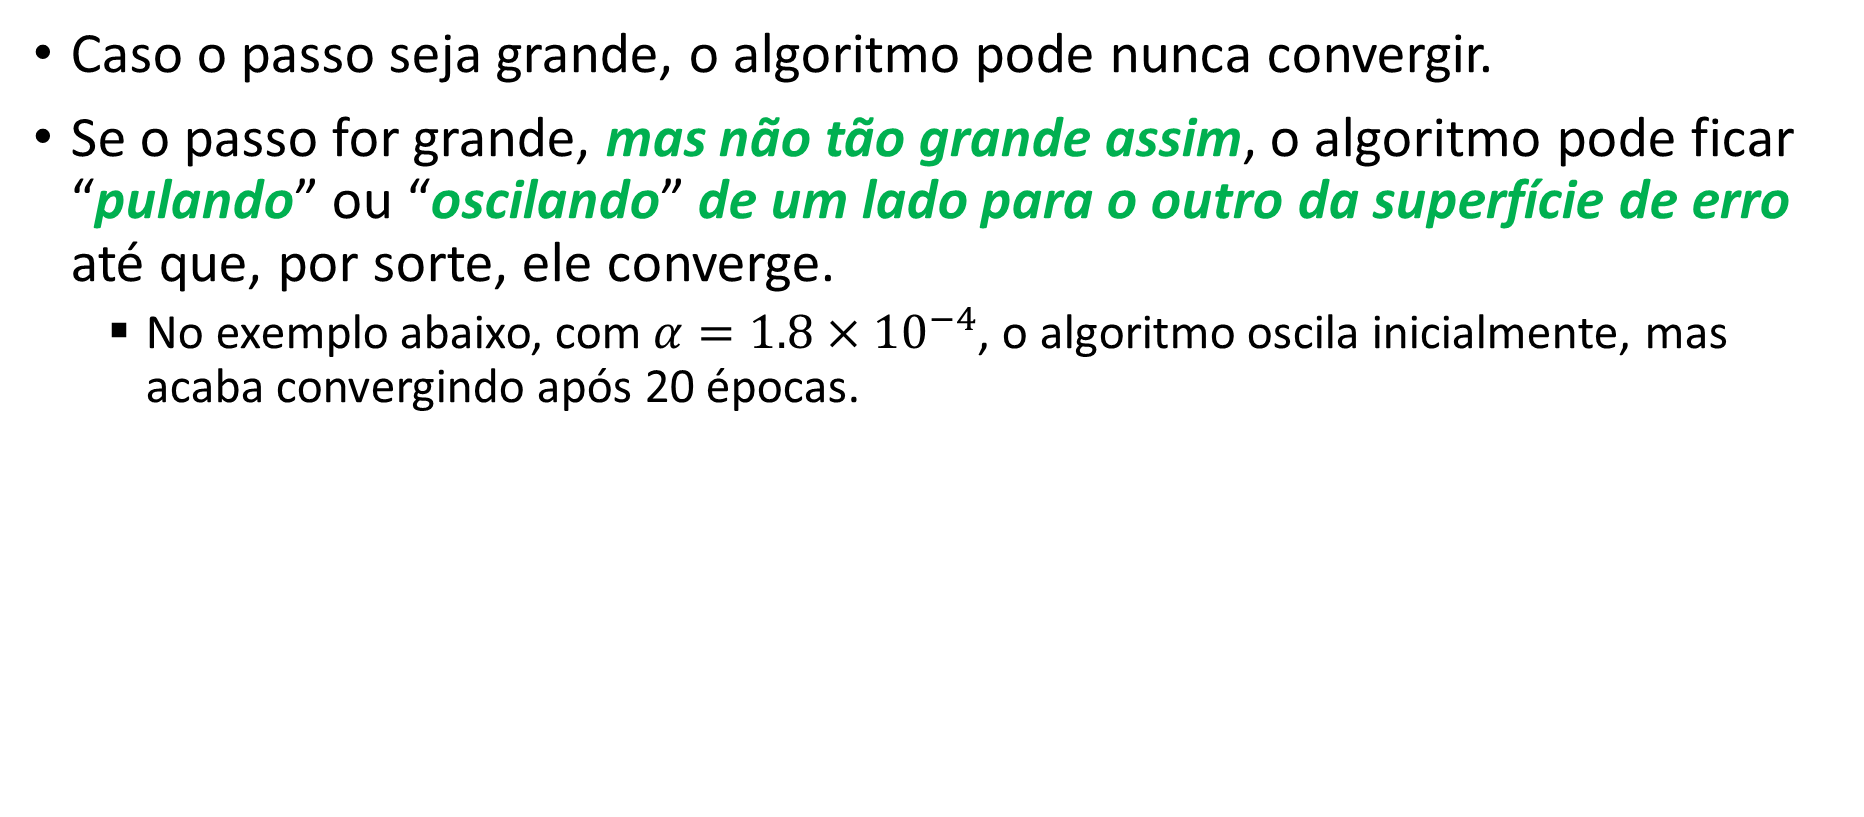 • Caso o passo seja grande, o algoritmo pode nunca convergir.
• Se o passo for grande, mas não tão grande assim, o algoritmo pode ficar
“pulando” ou “oscilando” de um lado para o outro da superfície de erro
até que, por sorte, ele converge.
▪ No exemplo abaixo, com 𝛼 = 1.8 × 10⁻⁴, o algoritmo oscila inicialmente, mas
acaba convergindo após 20 épocas.